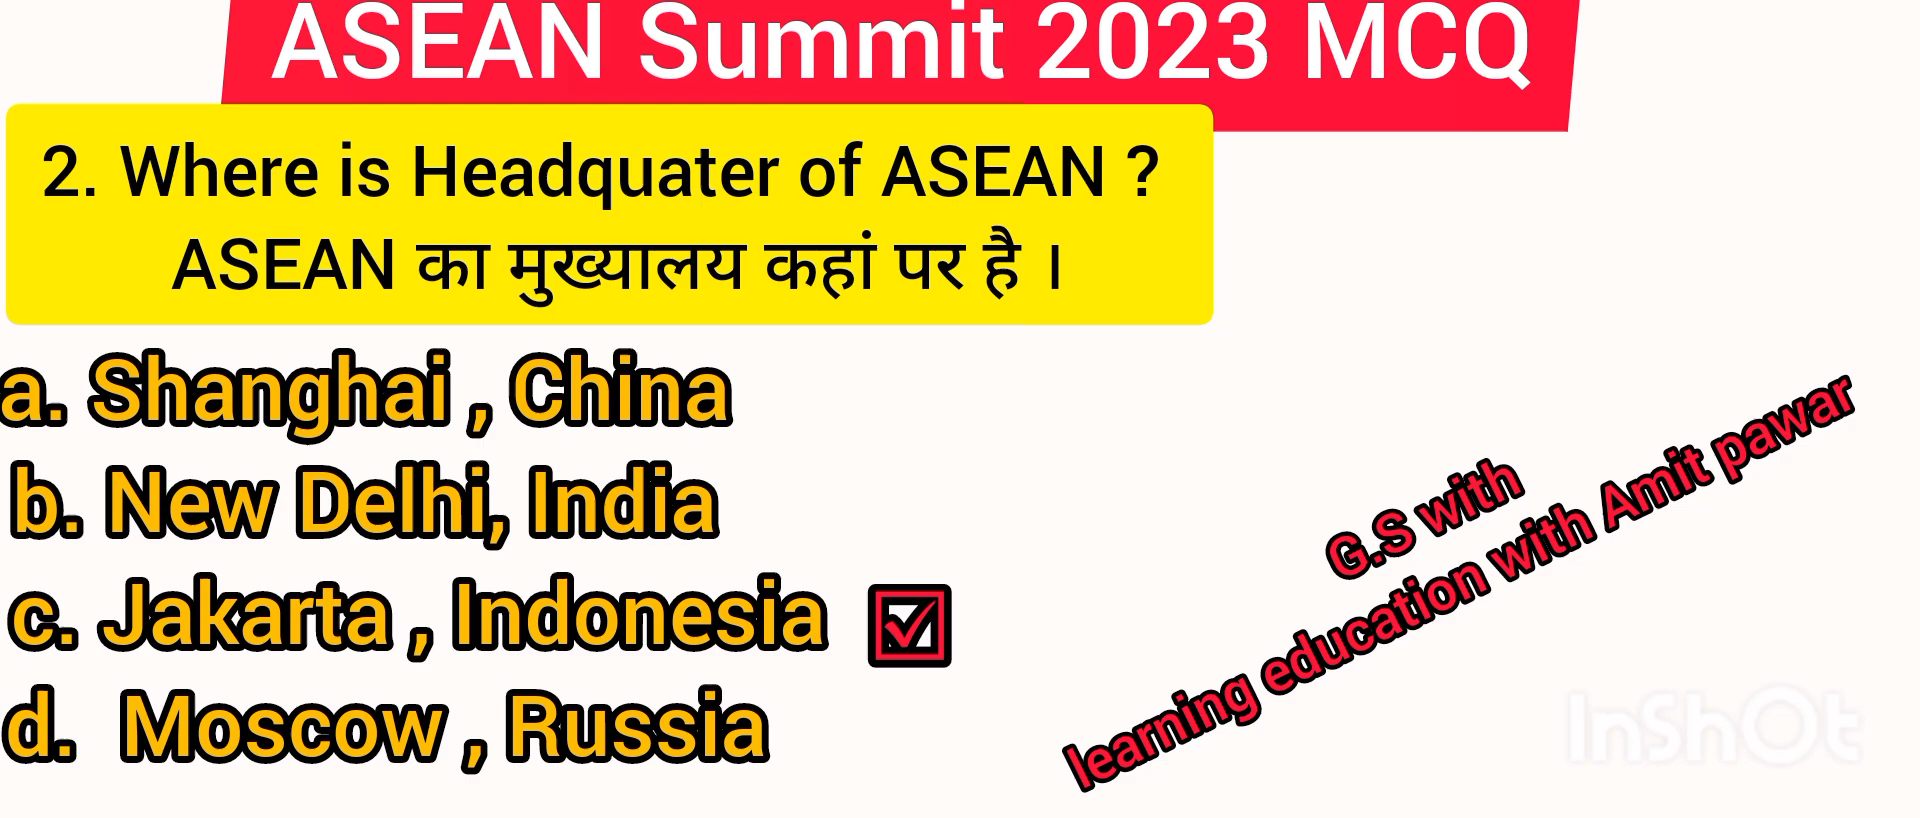 ASEAN Summit 2023 MCQ
2. Where is Headquater of ASEAN ?
ASEAN का मुख्यालय कहां पर है ।
a. Shanghai , China
b. New Delhi, India
c. Jakarta , Indonesia
d. Moscow , Russia
G.S with
learning education with Amit pawar
InShOt